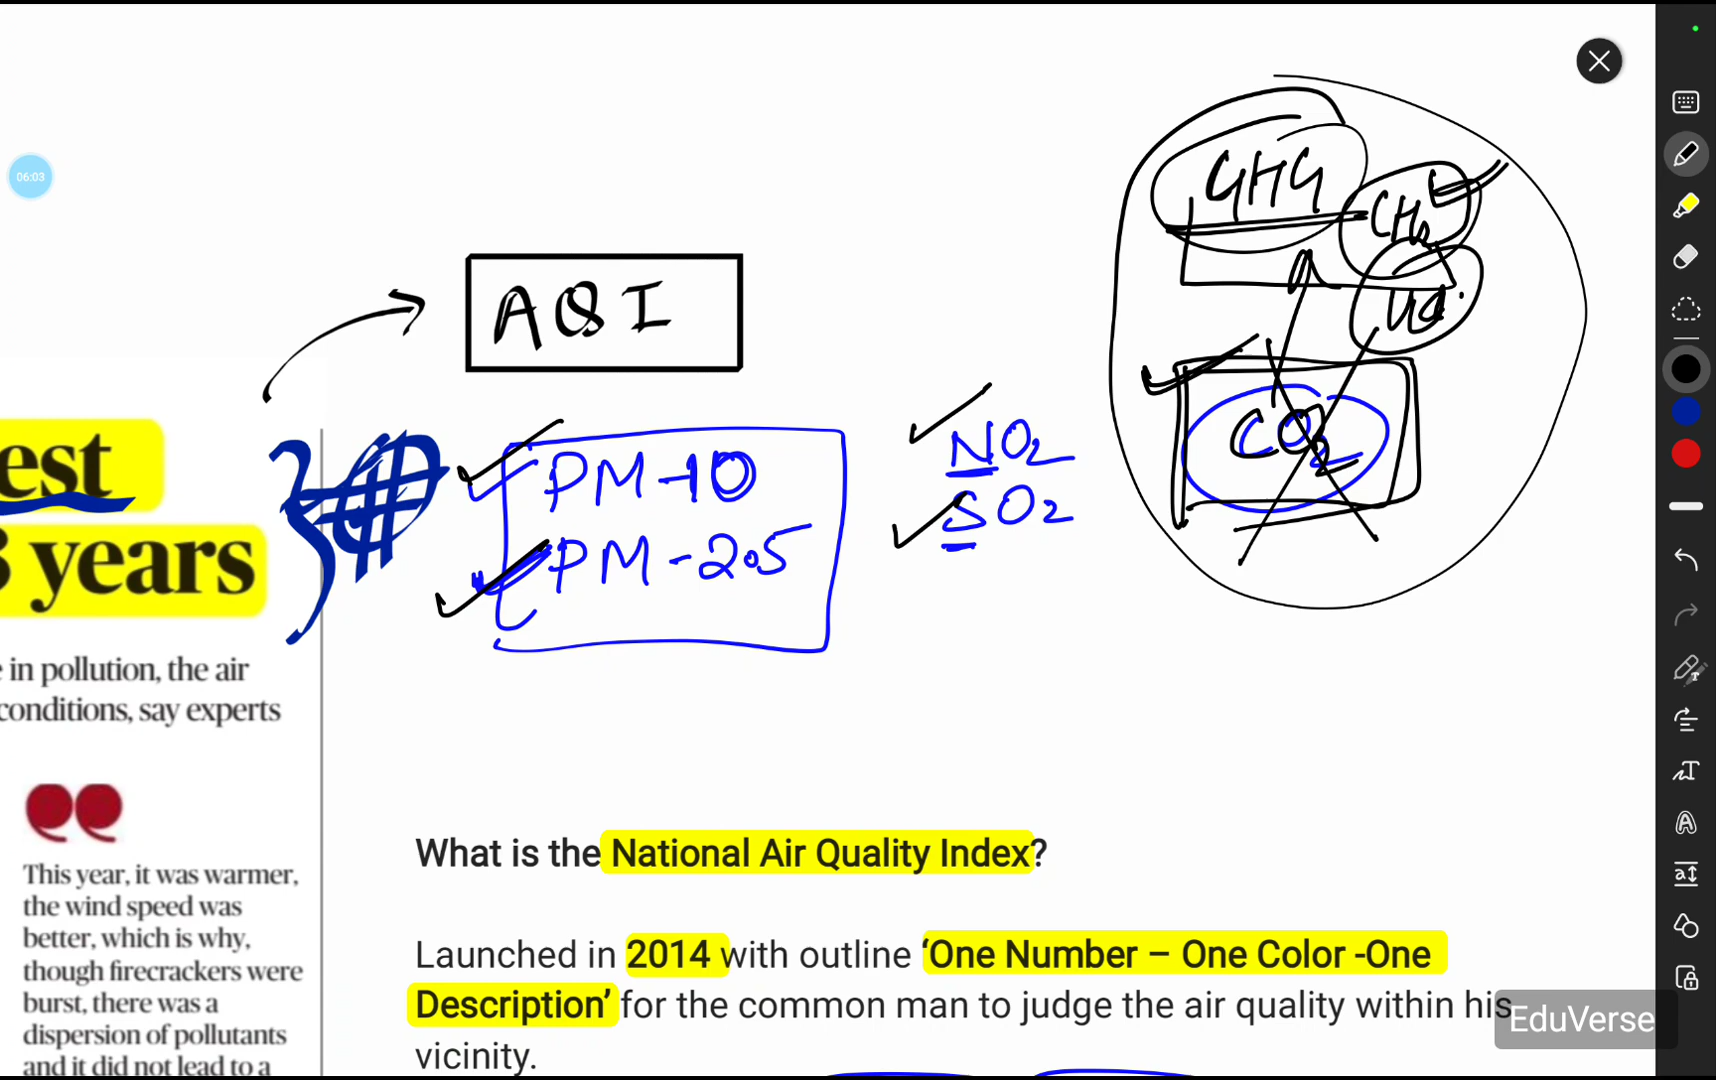 06:03
GHG
CH4
AQI
est
3 years
PM-10
PM-2.5
NO2
SO2
CO2
in pollution, the air
conditions, say experts
This year, it was warmer,
the wind speed was
better, which is why,
though firecrackers were
burst, there was a
dispersion of pollutants
and it did not lead to a
What is the National Air Quality Index?
Launched in 2014 with outline ‘One Number – One Color -One
Description’ for the common man to judge the air quality within his
vicinity.
EduVerse